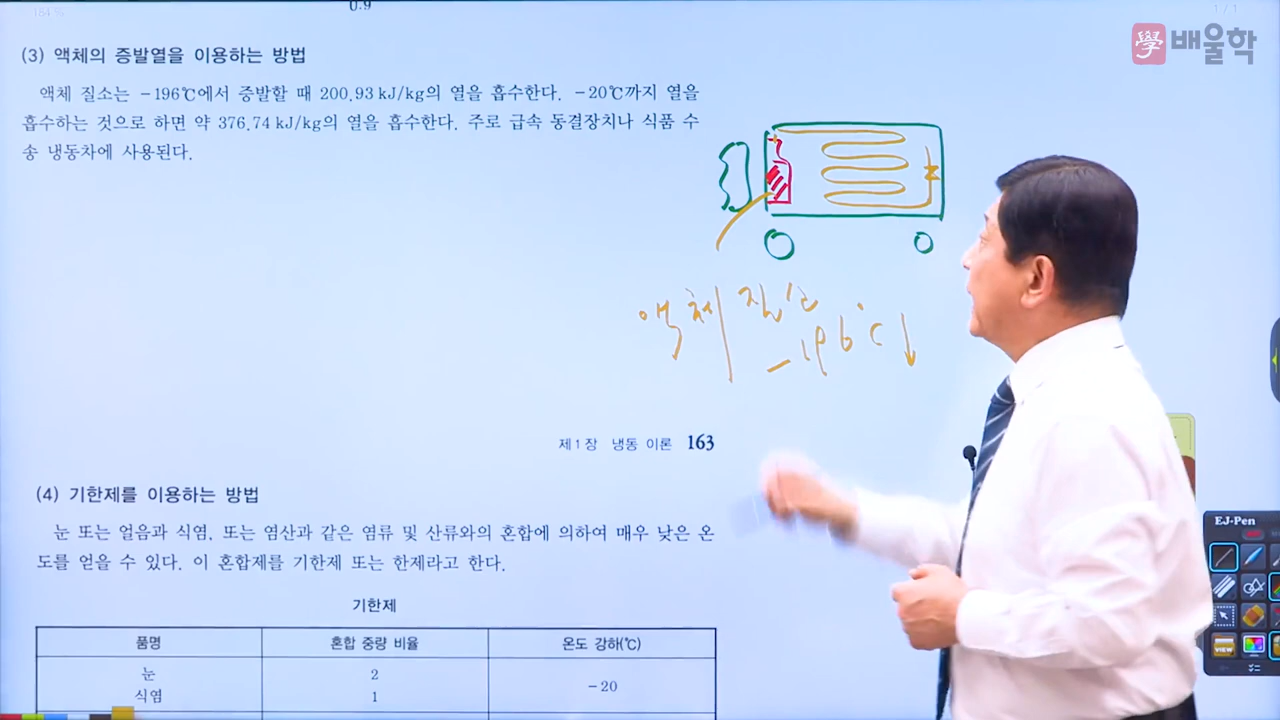 184 %
0.9
1 / 1
學 배울학
(3) 액체의 증발열을 이용하는 방법
액체 질소는 －196℃에서 증발할 때 200.93 kJ/kg의 열을 흡수한다. －20℃까지 열을
흡수하는 것으로 하면 약 376.74 kJ/kg의 열을 흡수한다. 주로 급속 동결장치나 식품 수
송 냉동차에 사용된다.
액체 질소
-196℃ ↓
제1장 냉동 이론 163
(4) 기한제를 이용하는 방법
눈 또는 얼음과 식염, 또는 염산과 같은 염류 및 산류와의 혼합에 의하여 매우 낮은 온
도를 얻을 수 있다. 이 혼합제를 기한제 또는 한제라고 한다.
기한제
품명 혼합 중량 비율 온도 강하(℃)
눈 2
식염 1
－20
EJ-Pen
VIEW